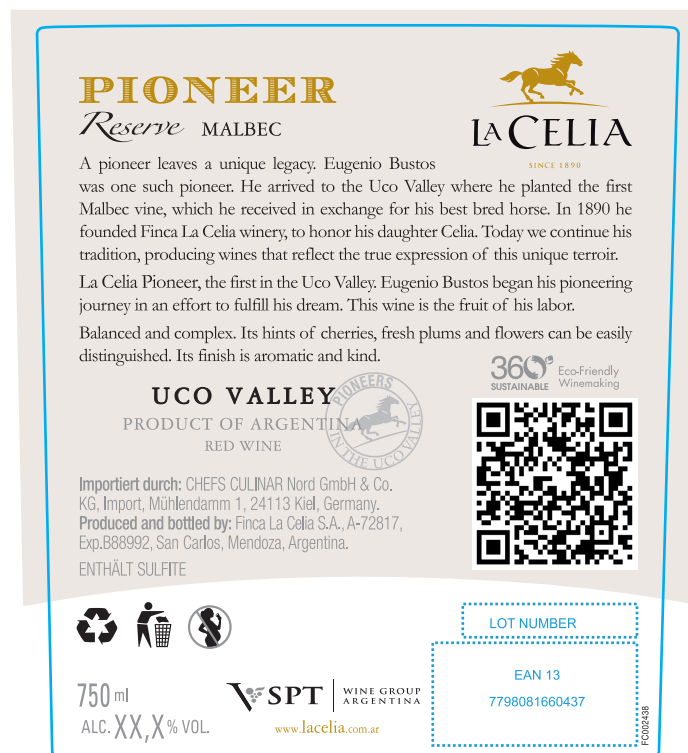 PIONEER
Reserve MALBEC
LA CELIA
SINCE 1890
A pioneer leaves a unique legacy. Eugenio Bustos
was one such pioneer. He arrived to the Uco Valley where he planted the first
Malbec vine, which he received in exchange for his best bred horse. In 1890 he
founded Finca La Celia winery, to honor his daughter Celia. Today we continue his
tradition, producing wines that reflect the true expression of this unique terroir.
La Celia Pioneer, the first in the Uco Valley. Eugenio Bustos began his pioneering
journey in an effort to fulfill his dream. This wine is the fruit of his labor.
Balanced and complex. Its hints of cherries, fresh plums and flowers can be easily
distinguished. Its finish is aromatic and kind.
360°
SUSTAINABLE
Eco-Friendly
Winemaking
UCO VALLEY
PRODUCT OF ARGENTINA
RED WINE
PIONEERS
IN THE UCO VALLEY
Importiert durch: CHEFS CULINAR Nord GmbH & Co.
KG, Import, Mühlendamm 1, 24113 Kiel, Germany.
Produced and bottled by: Finca La Celia S.A., A-72817,
Exp.B88992, San Carlos, Mendoza, Argentina.
ENTHÄLT SULFITE
LOT NUMBER
EAN 13
7798081660437
FC002438
750 ml
ALC. XX,X % VOL.
VSPT
WINE GROUP
ARGENTINA
www.lacelia.com.ar